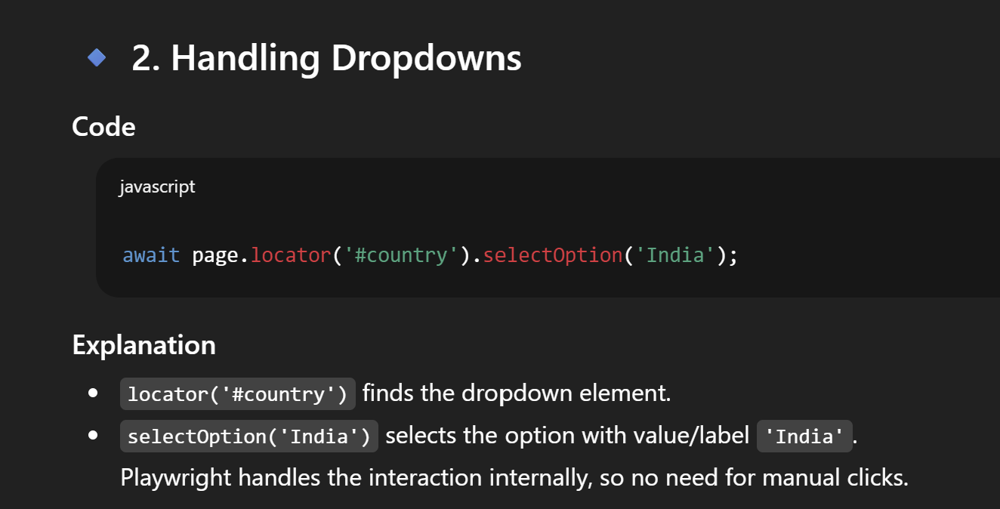 2. Handling Dropdowns
Code
javascript
await page.locator('#country').selectOption('India');
Explanation
locator('#country') finds the dropdown element.
selectOption('India') selects the option with value/label 'India'.
Playwright handles the interaction internally, so no need for manual clicks.